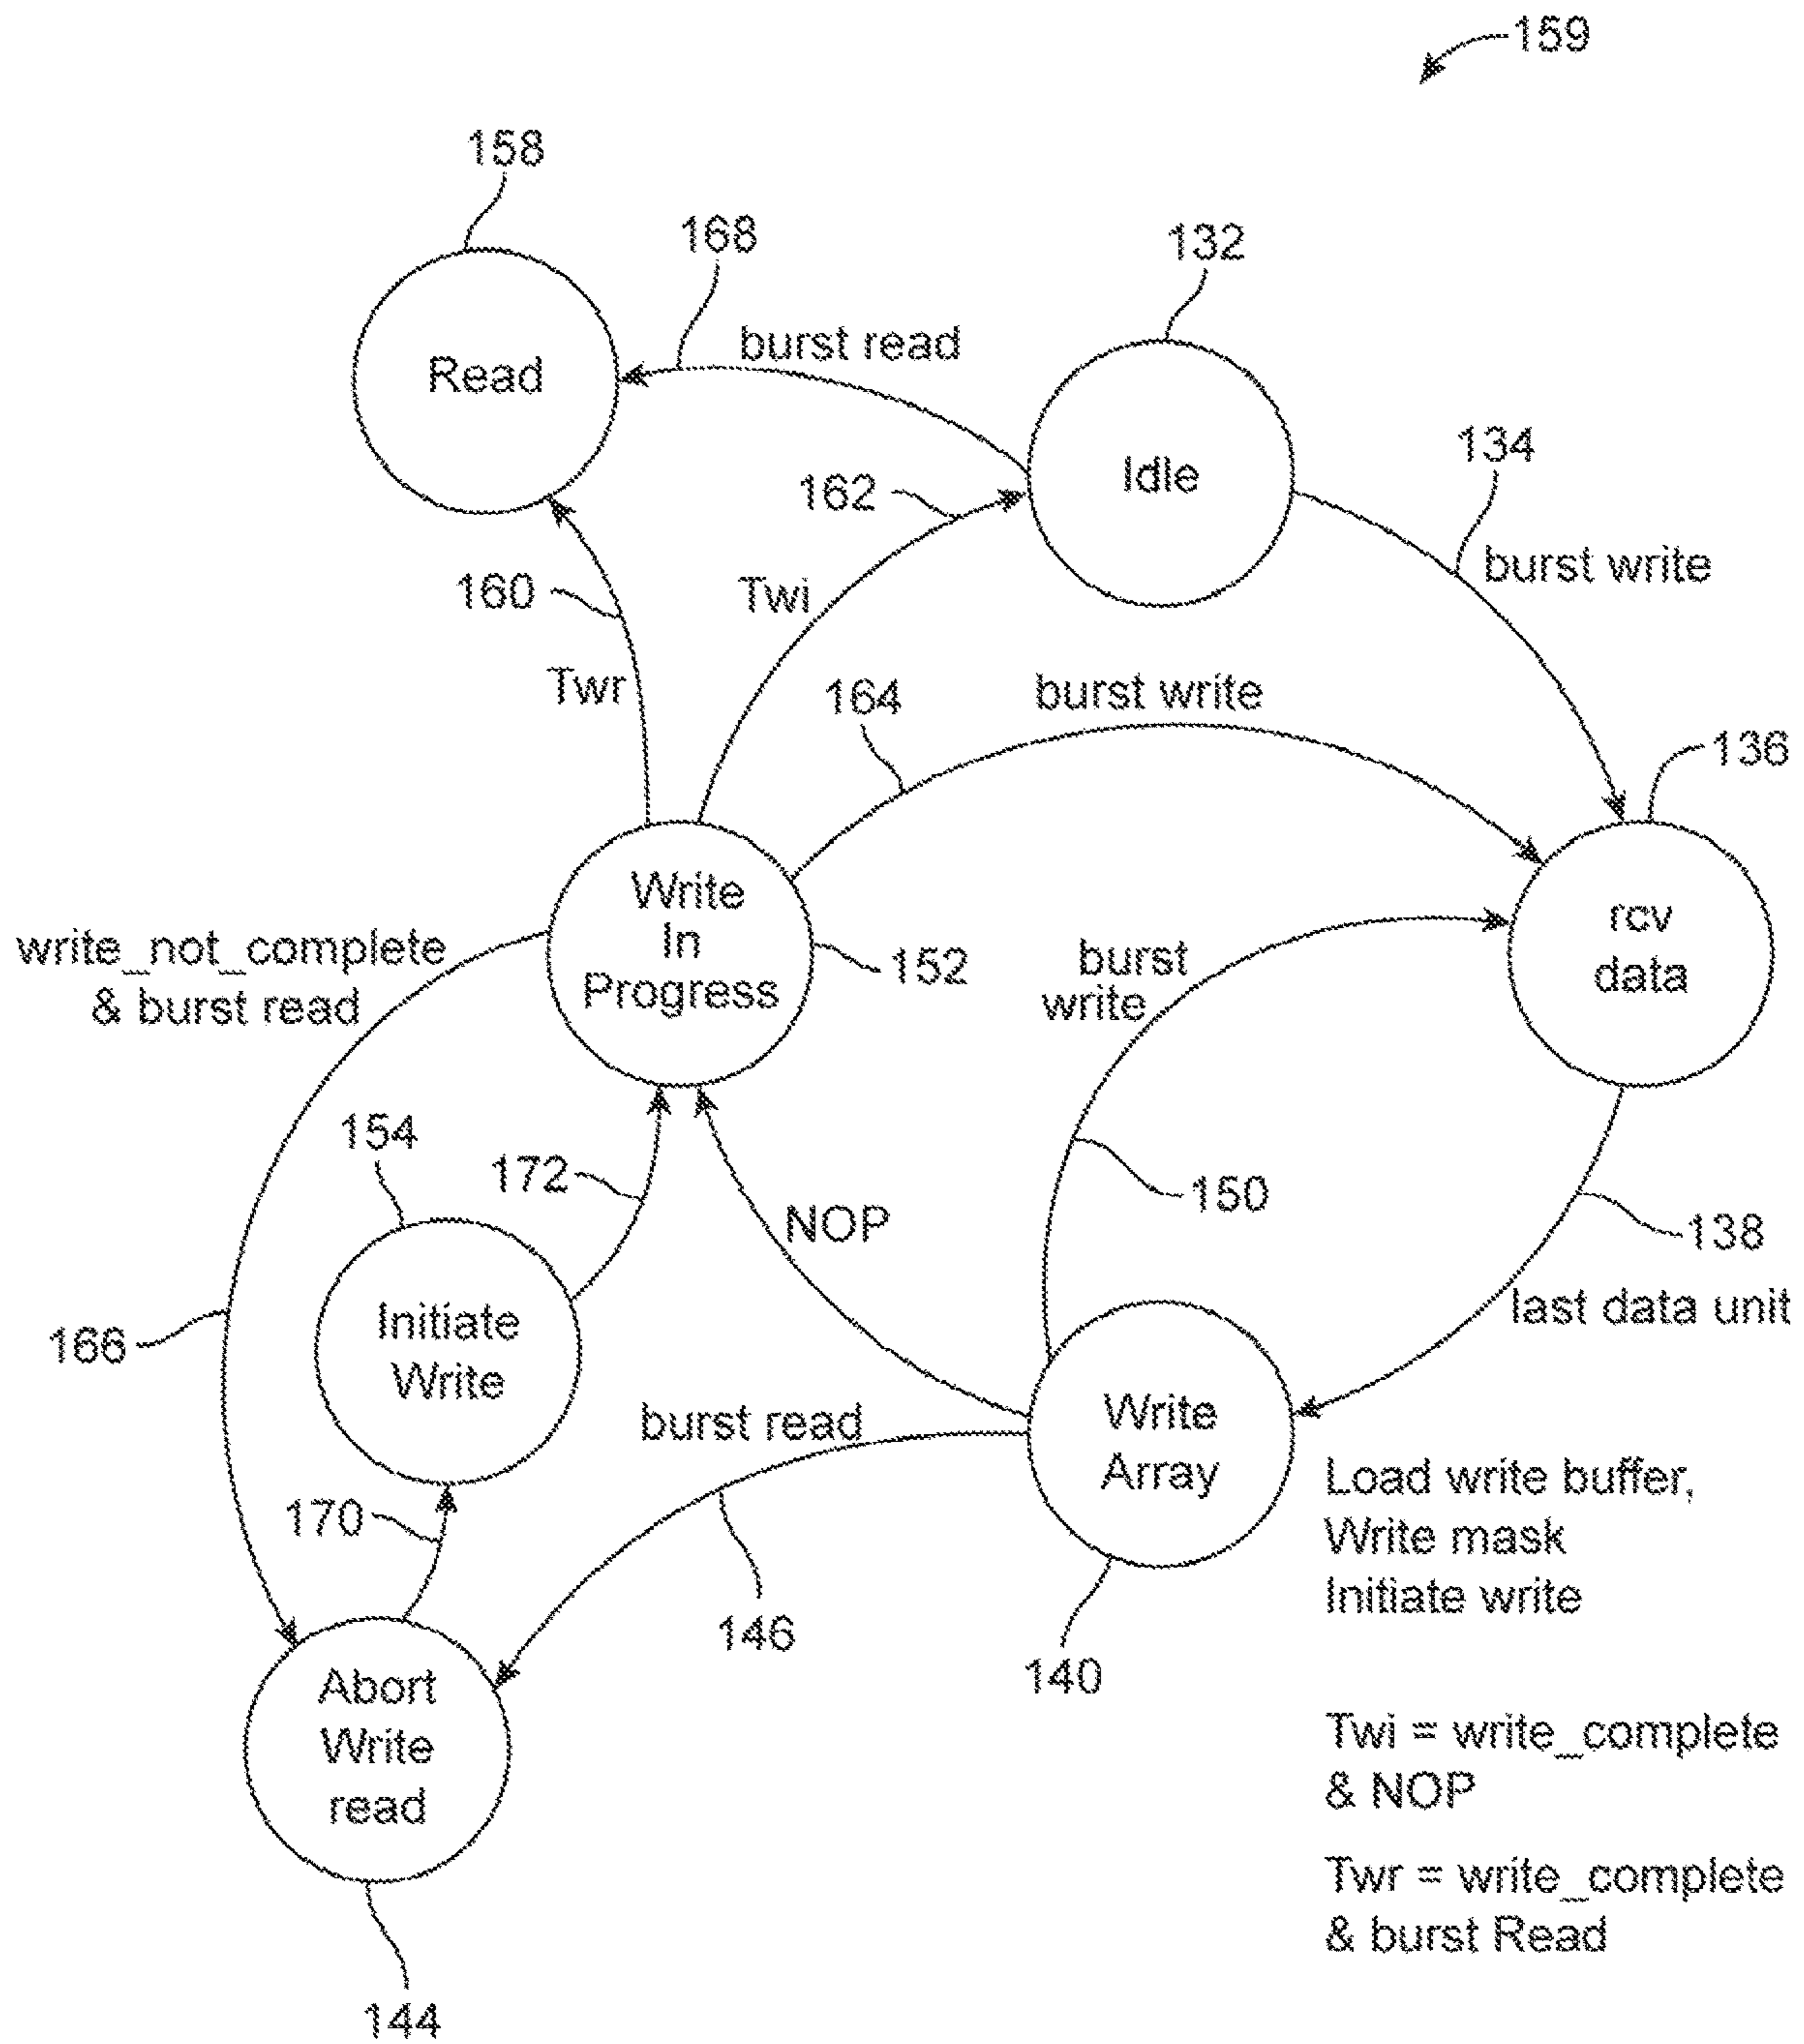 159
158
168
132
burst read
Read
Idle
134
162
burst write
160
Twi
Twr
164
burst write
136
Write
In
Progress
rcv
data
write_not_complete
& burst read
152
burst
write
154
172
150
NOP
138
Initiate
Write
last data unit
166
burst read
Write
Array
Load write buffer,
Write mask
Initiate write
170
146
140
Abort
Write
read
Twi = write_complete
& NOP
Twr = write_complete
& burst Read
144